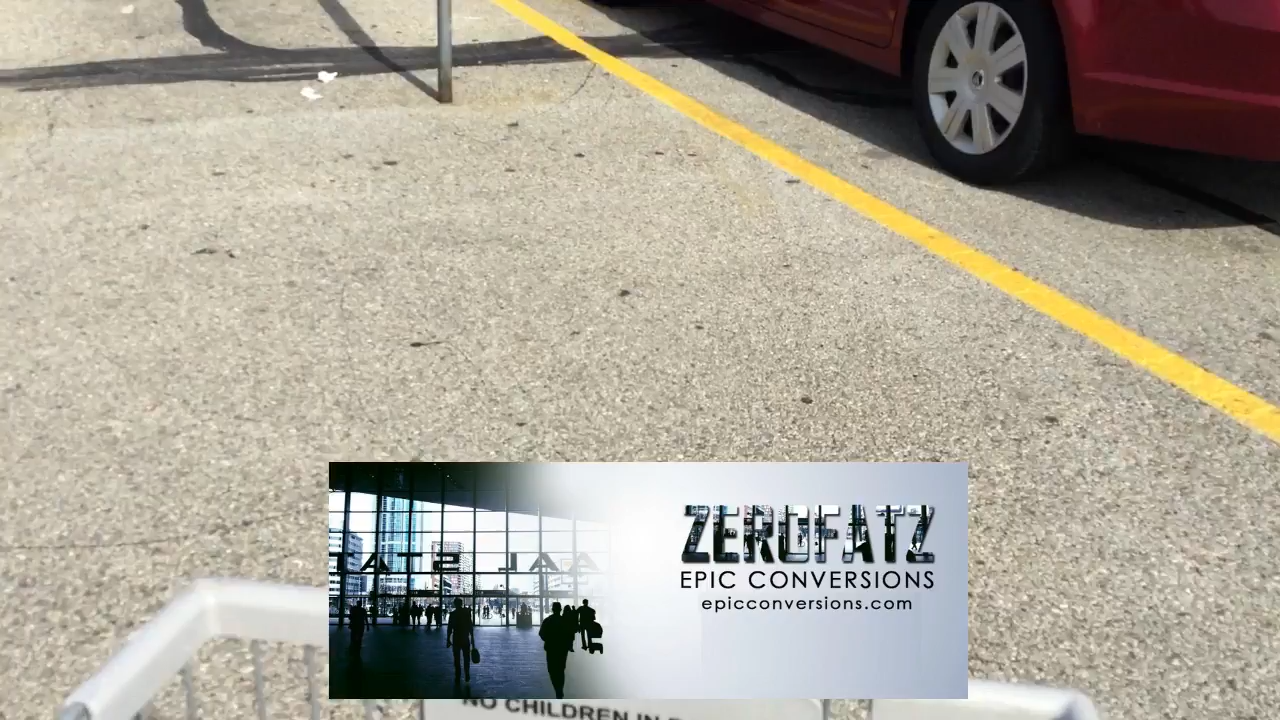 ZEROFATZ
EPIC CONVERSIONS
epicconversions.com
NO CHILDREN IN